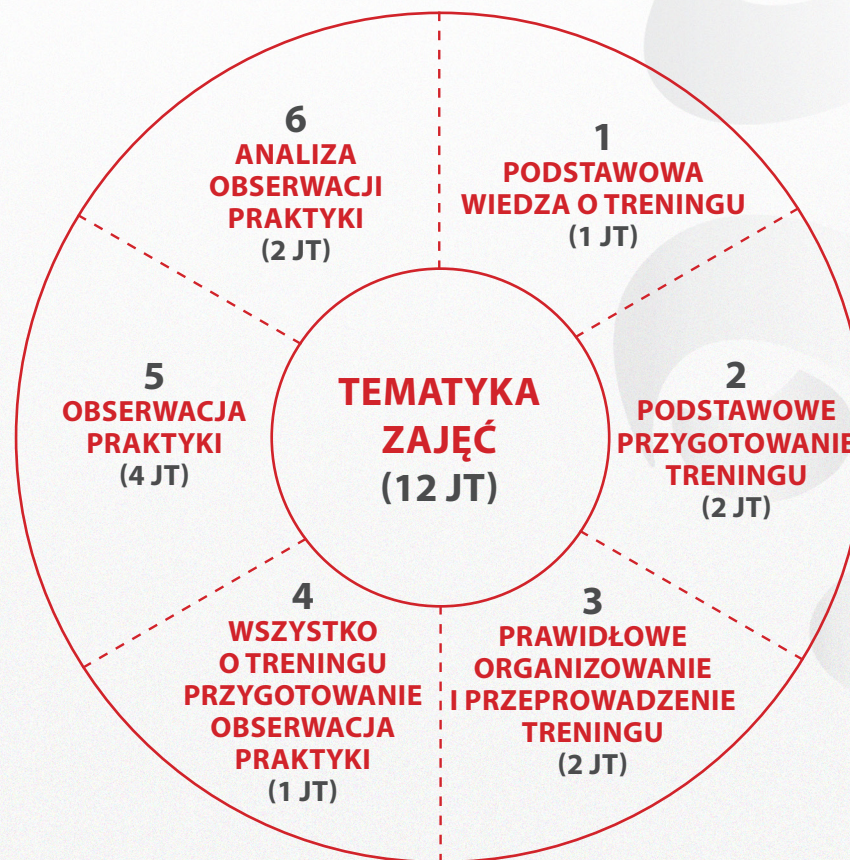 TEMATYKA
ZAJĘĆ
(12 JT)
1
PODSTAWOWA
WIEDZA O TRENINGU
(1 JT)
2
PODSTAWOWE
PRZYGOTOWANIE
TRENINGU
(2 JT)
3
PRAWIDŁOWE
ORGANIZOWANIE
I PRZEPROWADZENIE
TRENINGU
(2 JT)
4
WSZYSTKO
O TRENINGU
PRZYGOTOWANIE
OBSERWACJA
PRAKTYKI
(1 JT)
5
OBSERWACJA
PRAKTYKI
(4 JT)
6
ANALIZA
OBSERWACJI
PRAKTYKI
(2 JT)